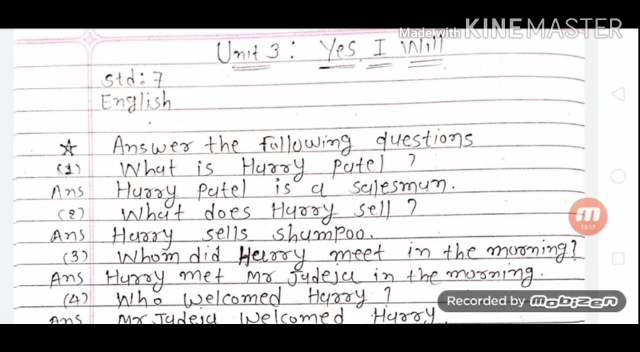 Made with KINEMASTER
Unit 3 : Yes I Will
Std: 7
English
☆ Answer the following questions
(1) What is Harry Patel ?
Ans Harry Patel is a salesman.
(2) What does Harry sell ?
Ans Harry sells shampoo.
(3) Whom did Harry meet in the morning?
Ans Harry met Mr Jadeja in the morning.
(4) Who welcomed Harry ?
Ans Mr. Jadeja welcomed Harry.
19:17
Recorded by mobizen